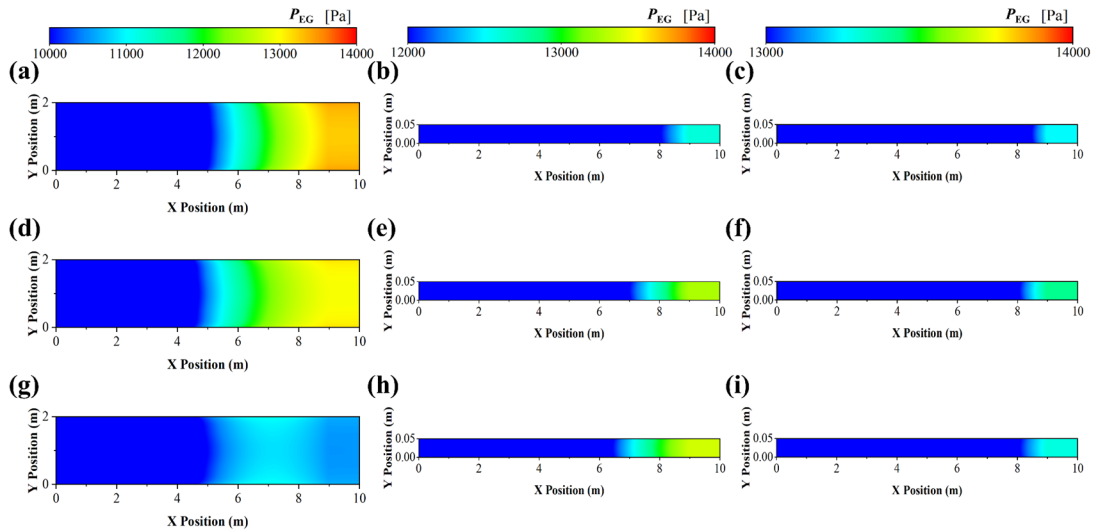 P_EG [Pa] P_EG [Pa] P_EG [Pa]
10000 11000 12000 13000 14000 12000 13000 14000 13000 14000
(a) (b) (c)
Y Position (m) 2 0 Y Position (m) 0.05 0.00 Y Position (m) 0.05 0.00
0 2 4 6 8 10 0 2 4 6 8 10 0 2 4 6 8 10
X Position (m) X Position (m) X Position (m)
(d) (e) (f)
Y Position (m) 2 0 Y Position (m) 0.05 0.00 Y Position (m) 0.05 0.00
0 2 4 6 8 10 0 2 4 6 8 10 0 2 4 6 8 10
X Position (m) X Position (m) X Position (m)
(g) (h) (i)
Y Position (m) 2 0 Y Position (m) 0.05 0.00 Y Position (m) 0.05 0.00
0 2 4 6 8 10 0 2 4 6 8 10 0 2 4 6 8 10
X Position (m) X Position (m) X Position (m)